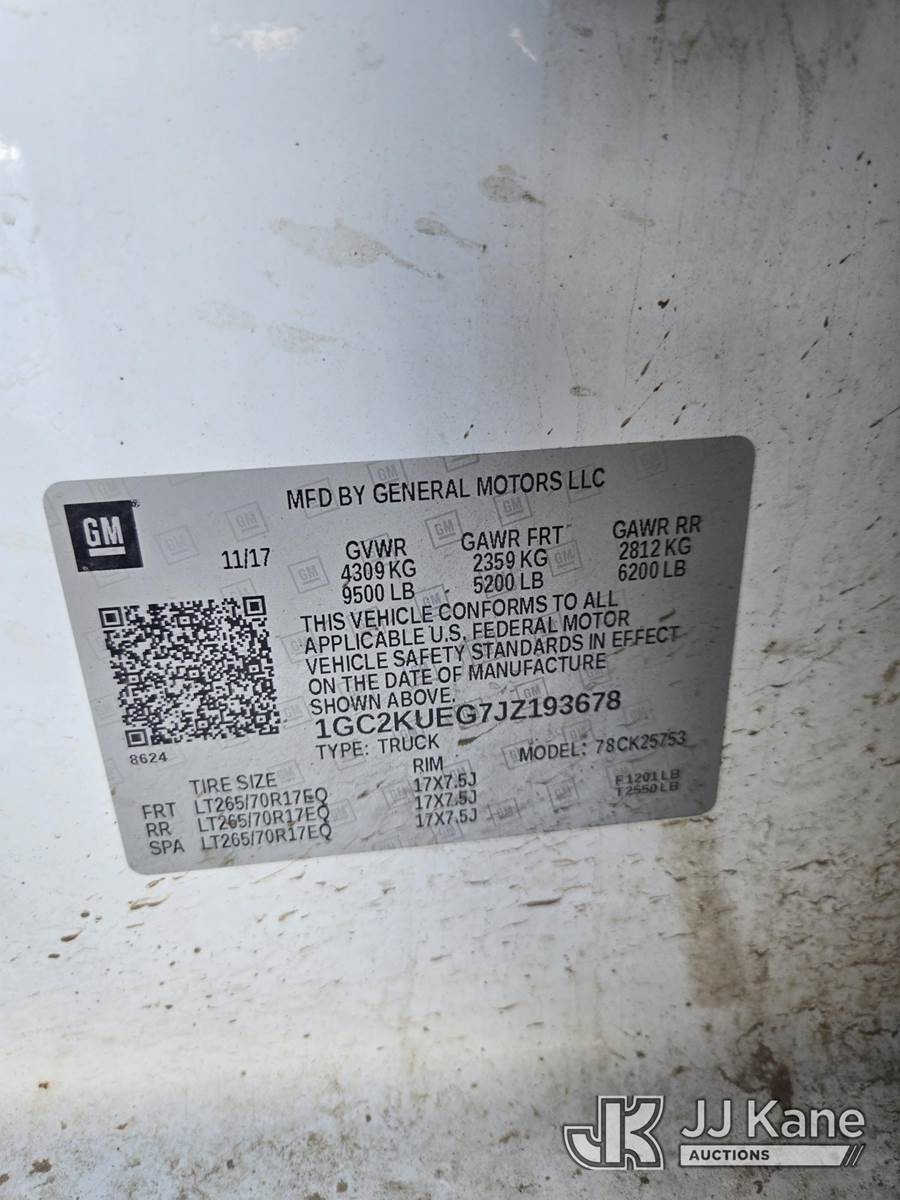 MFD BY GENERAL MOTORS LLC
GM
11/17
GVWR GAWR FRT GAWR RR
4309 KG 2359 KG 2812 KG
9500 LB 5200 LB 6200 LB
THIS VEHICLE CONFORMS TO ALL
APPLICABLE U.S. FEDERAL MOTOR
VEHICLE SAFETY STANDARDS IN EFFECT
ON THE DATE OF MANUFACTURE
SHOWN ABOVE.
1GC2KUEG7JZ193678
8624
TYPE: TRUCK MODEL: 78CK25753
TIRE SIZE RIM
FRT LT265/70R17EQ 17X7.5J F1201LB
RR LT265/70R17EQ 17X7.5J T2550LB
SPA LT265/70R17EQ 17X7.5J
JK JJ Kane
AUCTIONS